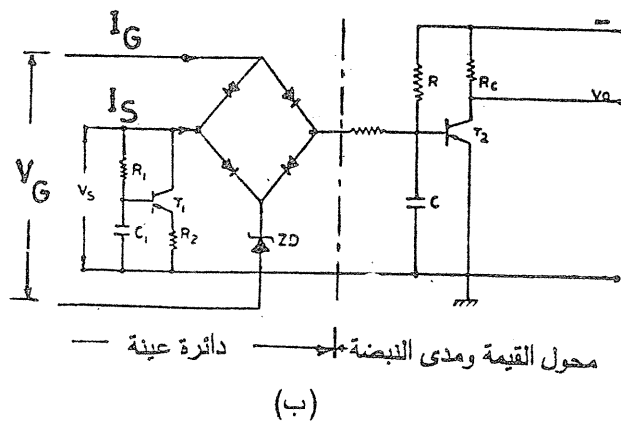 I_G
I_S
V_G
V_S
R_1
C_1
T_1
R_2
ZD
R
R_C
C
T_2
V_o
دائرة عينة
محول القيمة ومدى النبضة
(ب)